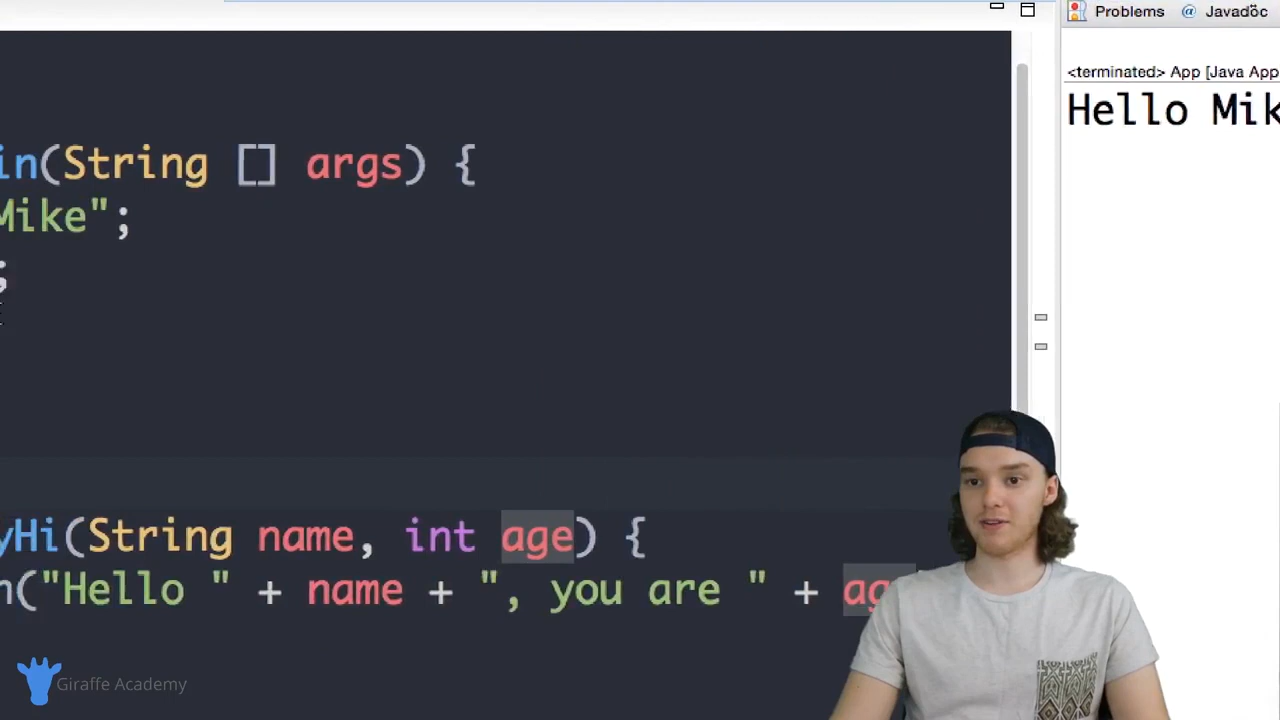 Problems @ Javadoc
<terminated> App [Java App
Hello Mik
in(String [] args) {
Mike";
;
yHi(String name, int age) {
n("Hello " + name + ", you are " + ag
Giraffe Academy